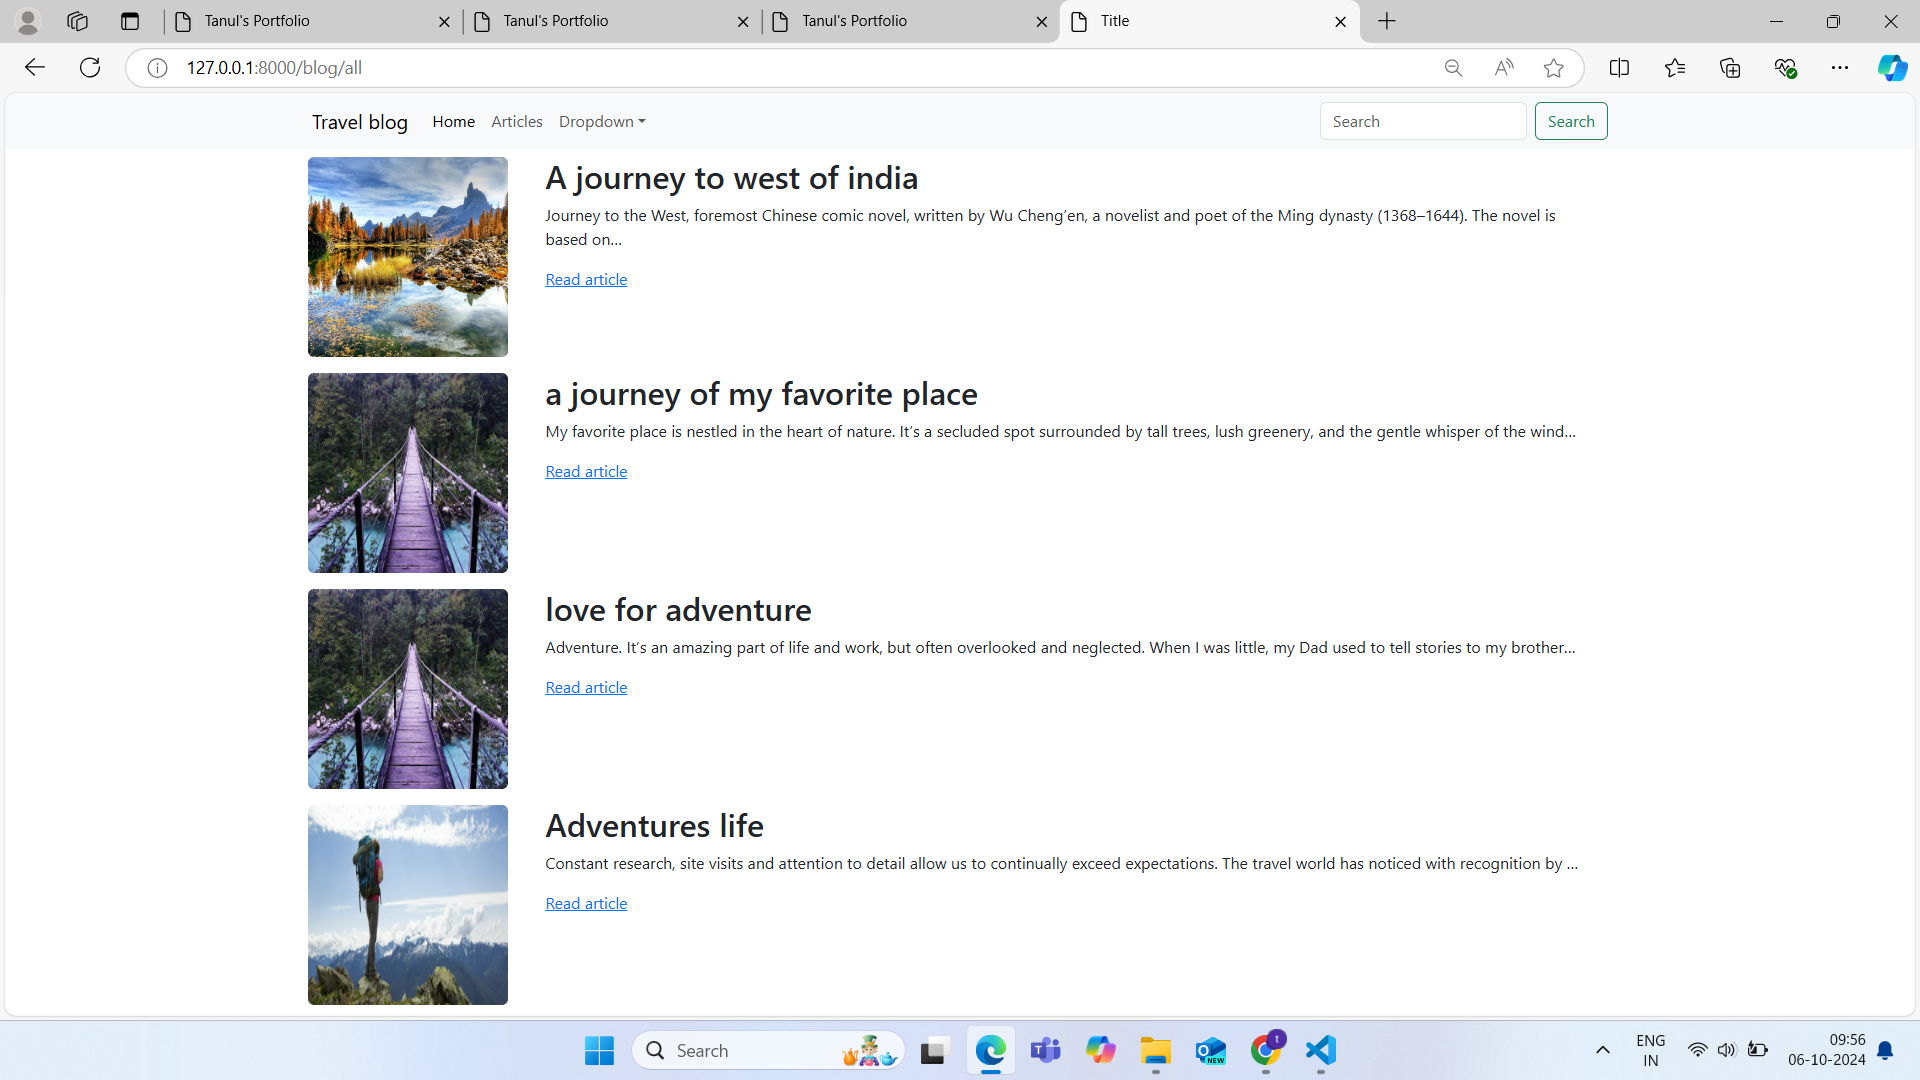 Tanul's Portfolio
Tanul's Portfolio
Tanul's Portfolio
Title
127.0.0.1:8000/blog/all
Travel blog Home Articles Dropdown Search Search
A journey to west of india
Journey to the West, foremost Chinese comic novel, written by Wu Cheng’en, a novelist and poet of the Ming dynasty (1368–1644). The novel is
based on…
Read article
a journey of my favorite place
My favorite place is nestled in the heart of nature. It’s a secluded spot surrounded by tall trees, lush greenery, and the gentle whisper of the wind…
Read article
love for adventure
Adventure. It’s an amazing part of life and work, but often overlooked and neglected. When I was little, my Dad used to tell stories to my brother…
Read article
Adventures life
Constant research, site visits and attention to detail allow us to continually exceed expectations. The travel world has noticed with recognition by …
Read article
Search
NEW
t
ENG
IN
09:56
06-10-2024